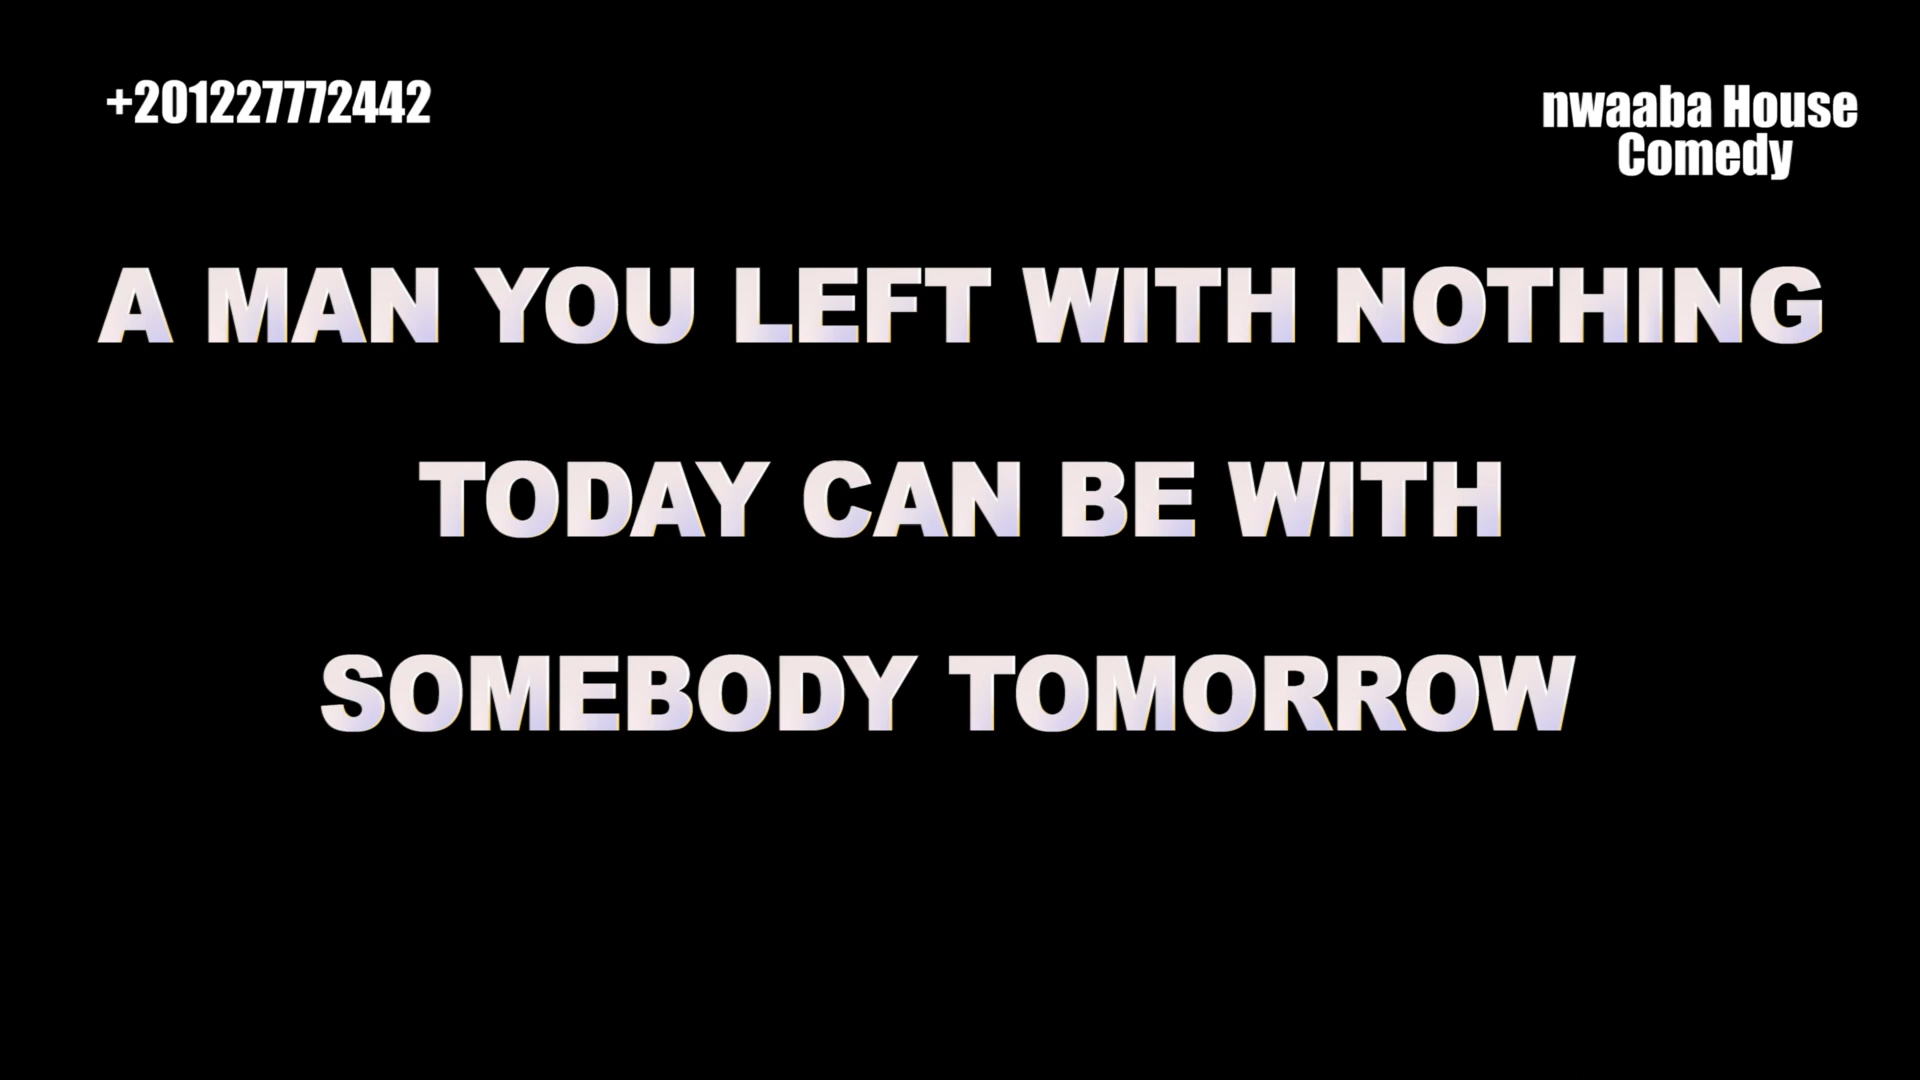 +201227772442
nwaaba House
Comedy
A MAN YOU LEFT WITH NOTHING
TODAY CAN BE WITH
SOMEBODY TOMORROW